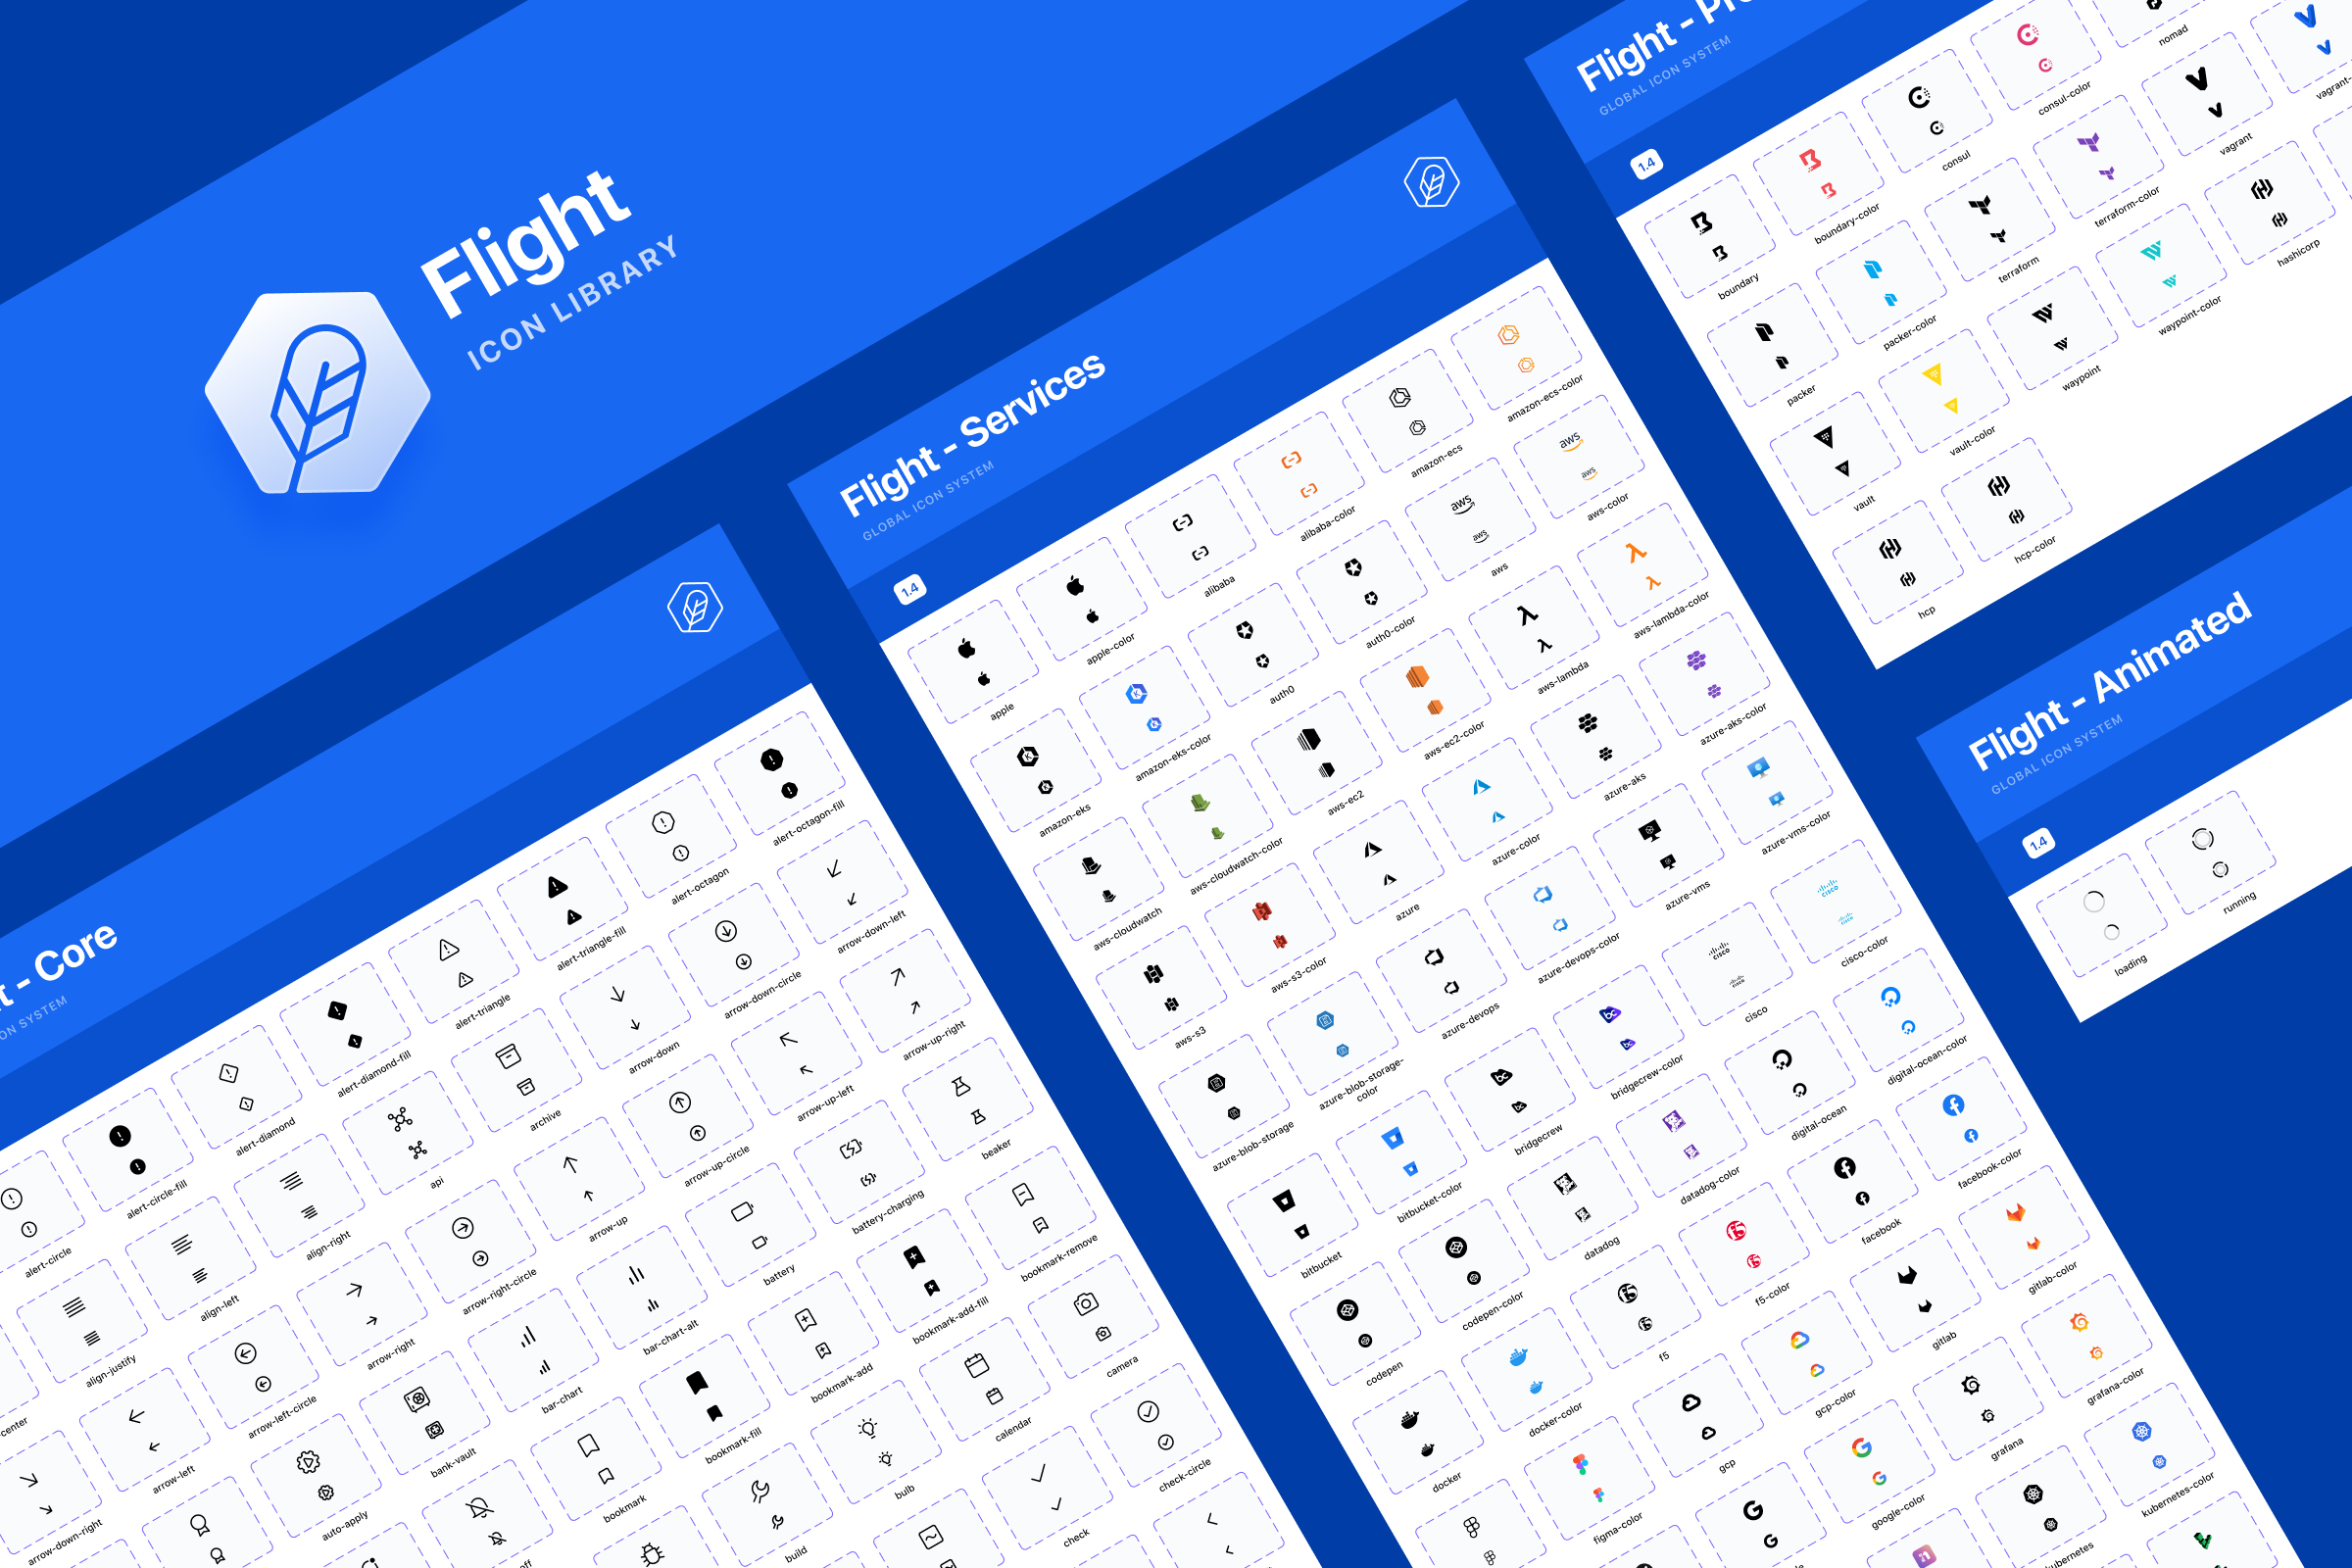 Flight
ICON LIBRARY
t - Core
ON SYSTEM
alert-circle
alert-circle-fill
alert-diamond
alert-diamond-fill
alert-triangle
alert-triangle-fill
alert-octagon
alert-octagon-fill
center
align-justify
align-left
align-right
api
archive
arrow-down
arrow-down-circle
arrow-down-left
arrow-down-right
arrow-left
arrow-left-circle
arrow-right
arrow-right-circle
arrow-up
arrow-up-circle
arrow-up-left
arrow-up-right
auto-apply
bank-vault
bar-chart
bar-chart-alt
battery
battery-charging
beaker
off
bookmark
bookmark-fill
bookmark-add
bookmark-add-fill
bookmark-remove
build
bulb
calendar
camera
check
check-circle
Flight - Services
GLOBAL ICON SYSTEM
1.4
apple
apple-color
alibaba
alibaba-color
amazon-ecs
amazon-ecs-color
amazon-eks
amazon-eks-color
auth0
auth0-color
aws
aws
aws
aws
aws
aws-color
aws-cloudwatch
aws-cloudwatch-color
aws-ec2
aws-ec2-color
aws-lambda
aws-lambda-color
aws-s3
aws-s3-color
azure
azure-color
azure-aks
azure-aks-color
azure-blob-storage
azure-blob-storage-
color
azure-devops
azure-devops-color
azure-vms
azure-vms-color
bitbucket
bitbucket-color
bridgecrew
bridgecrew-color
cisco
cisco
cisco
cisco-color
codepen
codepen-color
datadog
datadog-color
digital-ocean
digital-ocean-color
docker
docker-color
f5
f5-color
facebook
facebook-color
figma-color
gcp
gcp-color
gitlab
gitlab-color
google-color
grafana
grafana-color
kubernetes
kubernetes-color
Flight - Pro
GLOBAL ICON SYSTEM
1.4
boundary
boundary-color
consul
consul-color
nomad
packer
packer-color
terraform
terraform-color
vagrant
vagrant-
vault
vault-color
waypoint
waypoint-color
hashicorp
hcp
hcp-color
Flight - Animated
GLOBAL ICON SYSTEM
1.4
loading
running